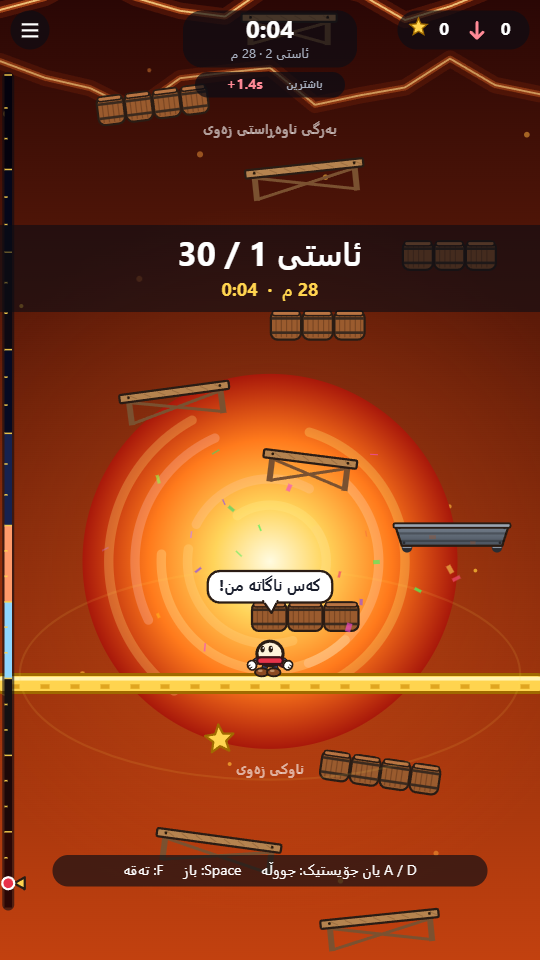 0:04
ئاستی 2 · 28 م
0
0
باشترین +1.4s
بەرگی ناوەڕاستی زەوی
ئاستی 1 / 30
28 م · 0:04
کەس ناگاتە من!
ناوکی زەوی
A / D یان جۆیستیک: جووڵە Space: باز F: تەقە